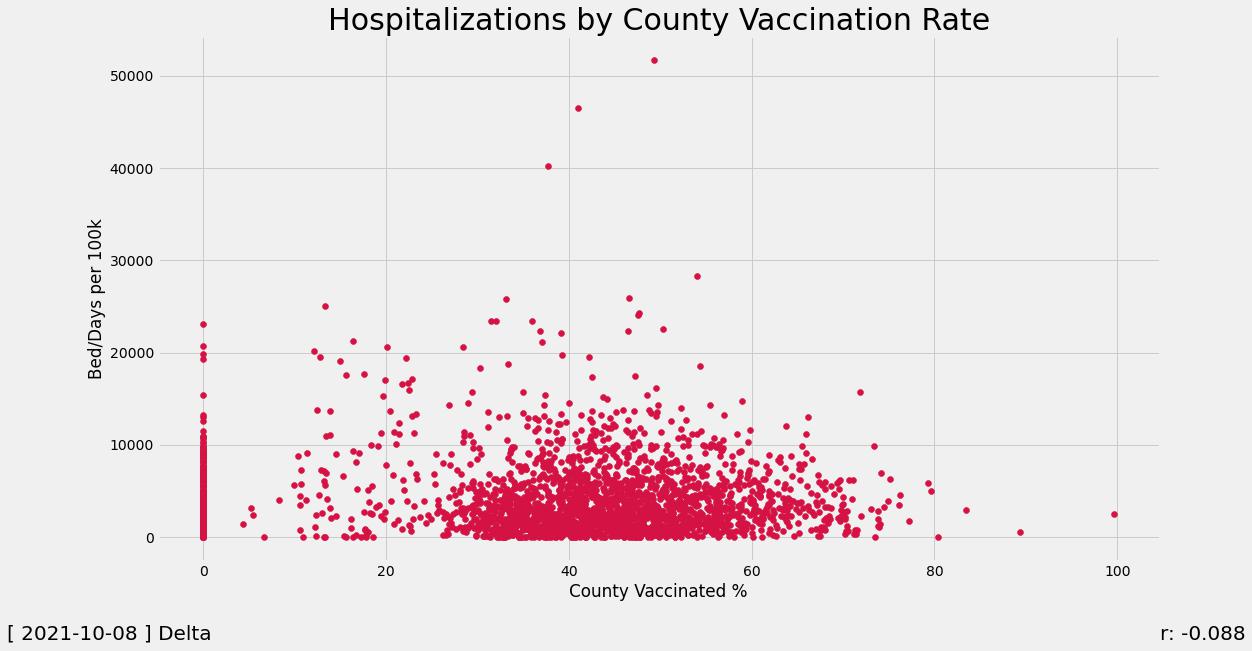 Hospitalizations by County Vaccination Rate
50000
40000
30000
20000
10000
0
Bed/Days per 100k
0 20 40 60 80 100
County Vaccinated %
[ 2021-10-08 ] Delta
r: -0.088